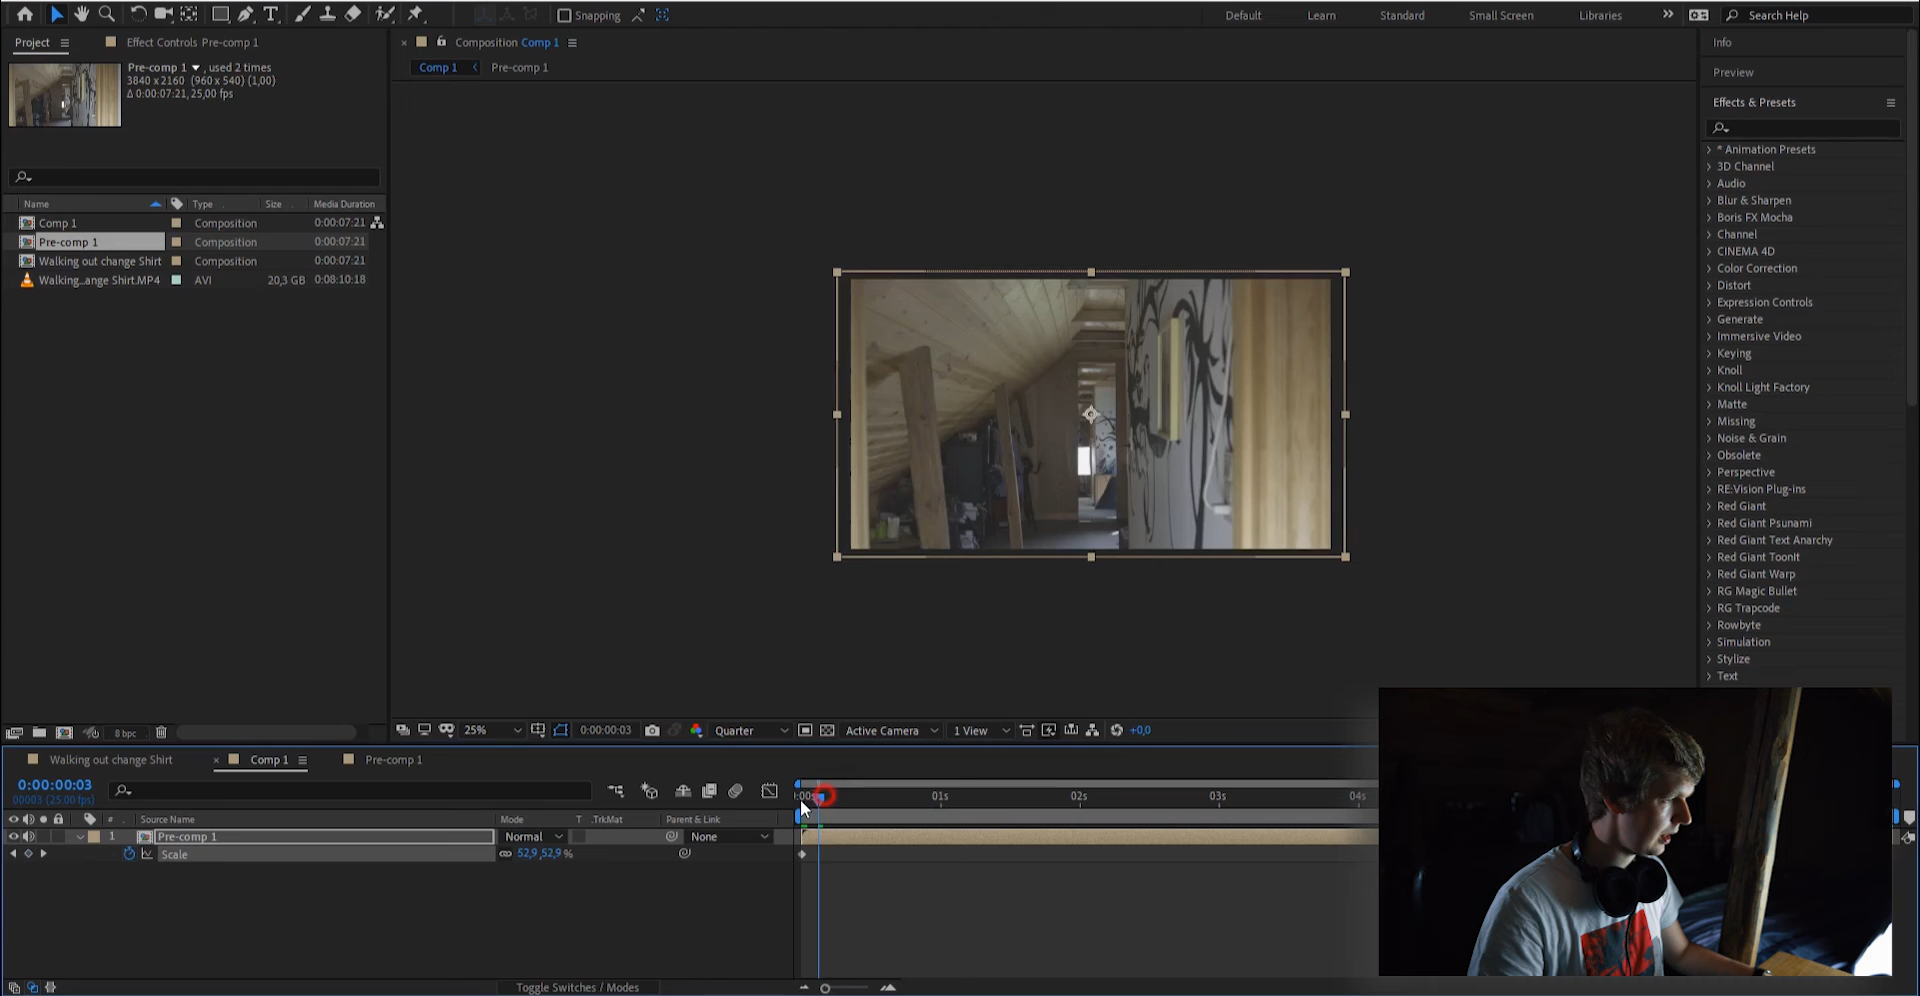 Snapping
Default
Learn
Standard
Small Screen
Libraries
Search Help
Project
Effect Controls Pre-comp 1
Composition Comp 1
Info
Comp 1
Pre-comp 1
Preview
Pre-comp 1 , used 2 times
3840 x 2160 (960 x 540) (1,00)
Δ 0:00:07:21, 25,00 fps
Effects & Presets
* Animation Presets
3D Channel
Audio
Blur & Sharpen
Boris FX Mocha
Channel
CINEMA 4D
Color Correction
Distort
Expression Controls
Generate
Immersive Video
Keying
Knoll
Knoll Light Factory
Matte
Missing
Noise & Grain
Obsolete
Perspective
RE:Vision Plug-ins
Red Giant
Red Giant Psunami
Red Giant Text Anarchy
Red Giant ToonIt
Red Giant Warp
RG Magic Bullet
RG Trapcode
Rowbyte
Simulation
Stylize
Text
Name Type Size Media Duration
Comp 1 Composition 0:00:07:21
Pre-comp 1 Composition 0:00:07:21
Walking out change Shirt Composition 0:00:07:21
Walking...ange Shirt.MP4 AVI 20,3 GB 0:08:10:18
8 bpc
25% 0:00:00:03 Quarter Active Camera 1 View +0,0
Walking out change Shirt
Comp 1
Pre-comp 1
0:00:00:03
00003 (25.00 fps)
01s 02s 03s 04s
# Source Name Mode T .TrkMat Parent & Link
1 Pre-comp 1 Normal None
Scale 52,9 ,52,9 %
Toggle Switches / Modes